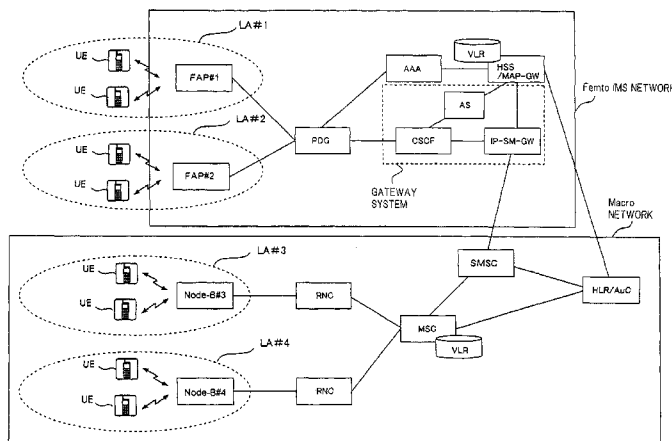 LA#1
UE
UE
FAP#1
LA#2
UE
UE
FAP#2
PDG
AAA
VLR
HSS
/MAP-GW
AS
CSCF
IP-SM-GW
GATEWAY
SYSTEM
Femto IMS NETWORK
Macro
NETWORK
LA#3
UE
UE
Node-B#3
RNC
LA#4
UE
UE
Node-B#4
RNC
MSC
VLR
SMSC
HLR/AuC